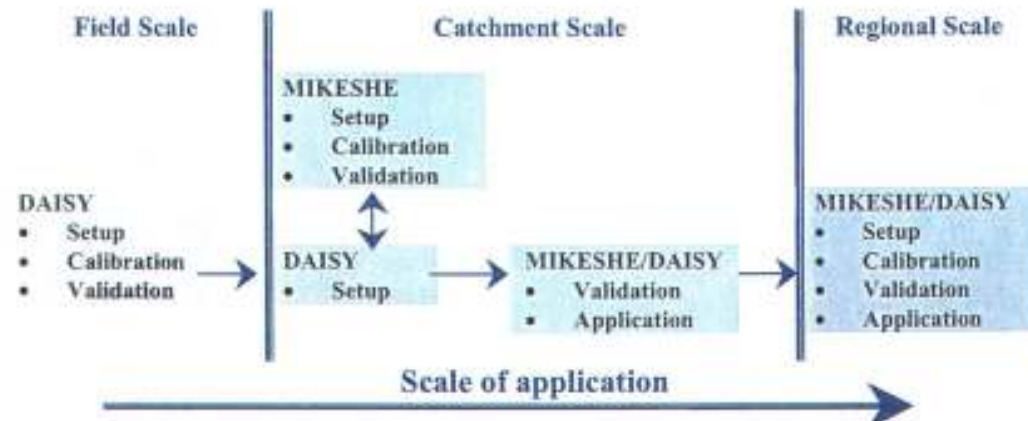 Field Scale
Catchment Scale
Regional Scale
MIKESHE
• Setup
• Calibration
• Validation
DAISY
• Setup
• Calibration
• Validation
DAISY
• Setup
MIKESHE/DAISY
• Validation
• Application
MIKESHE/DAISY
• Setup
• Calibration
• Validation
• Application
Scale of application